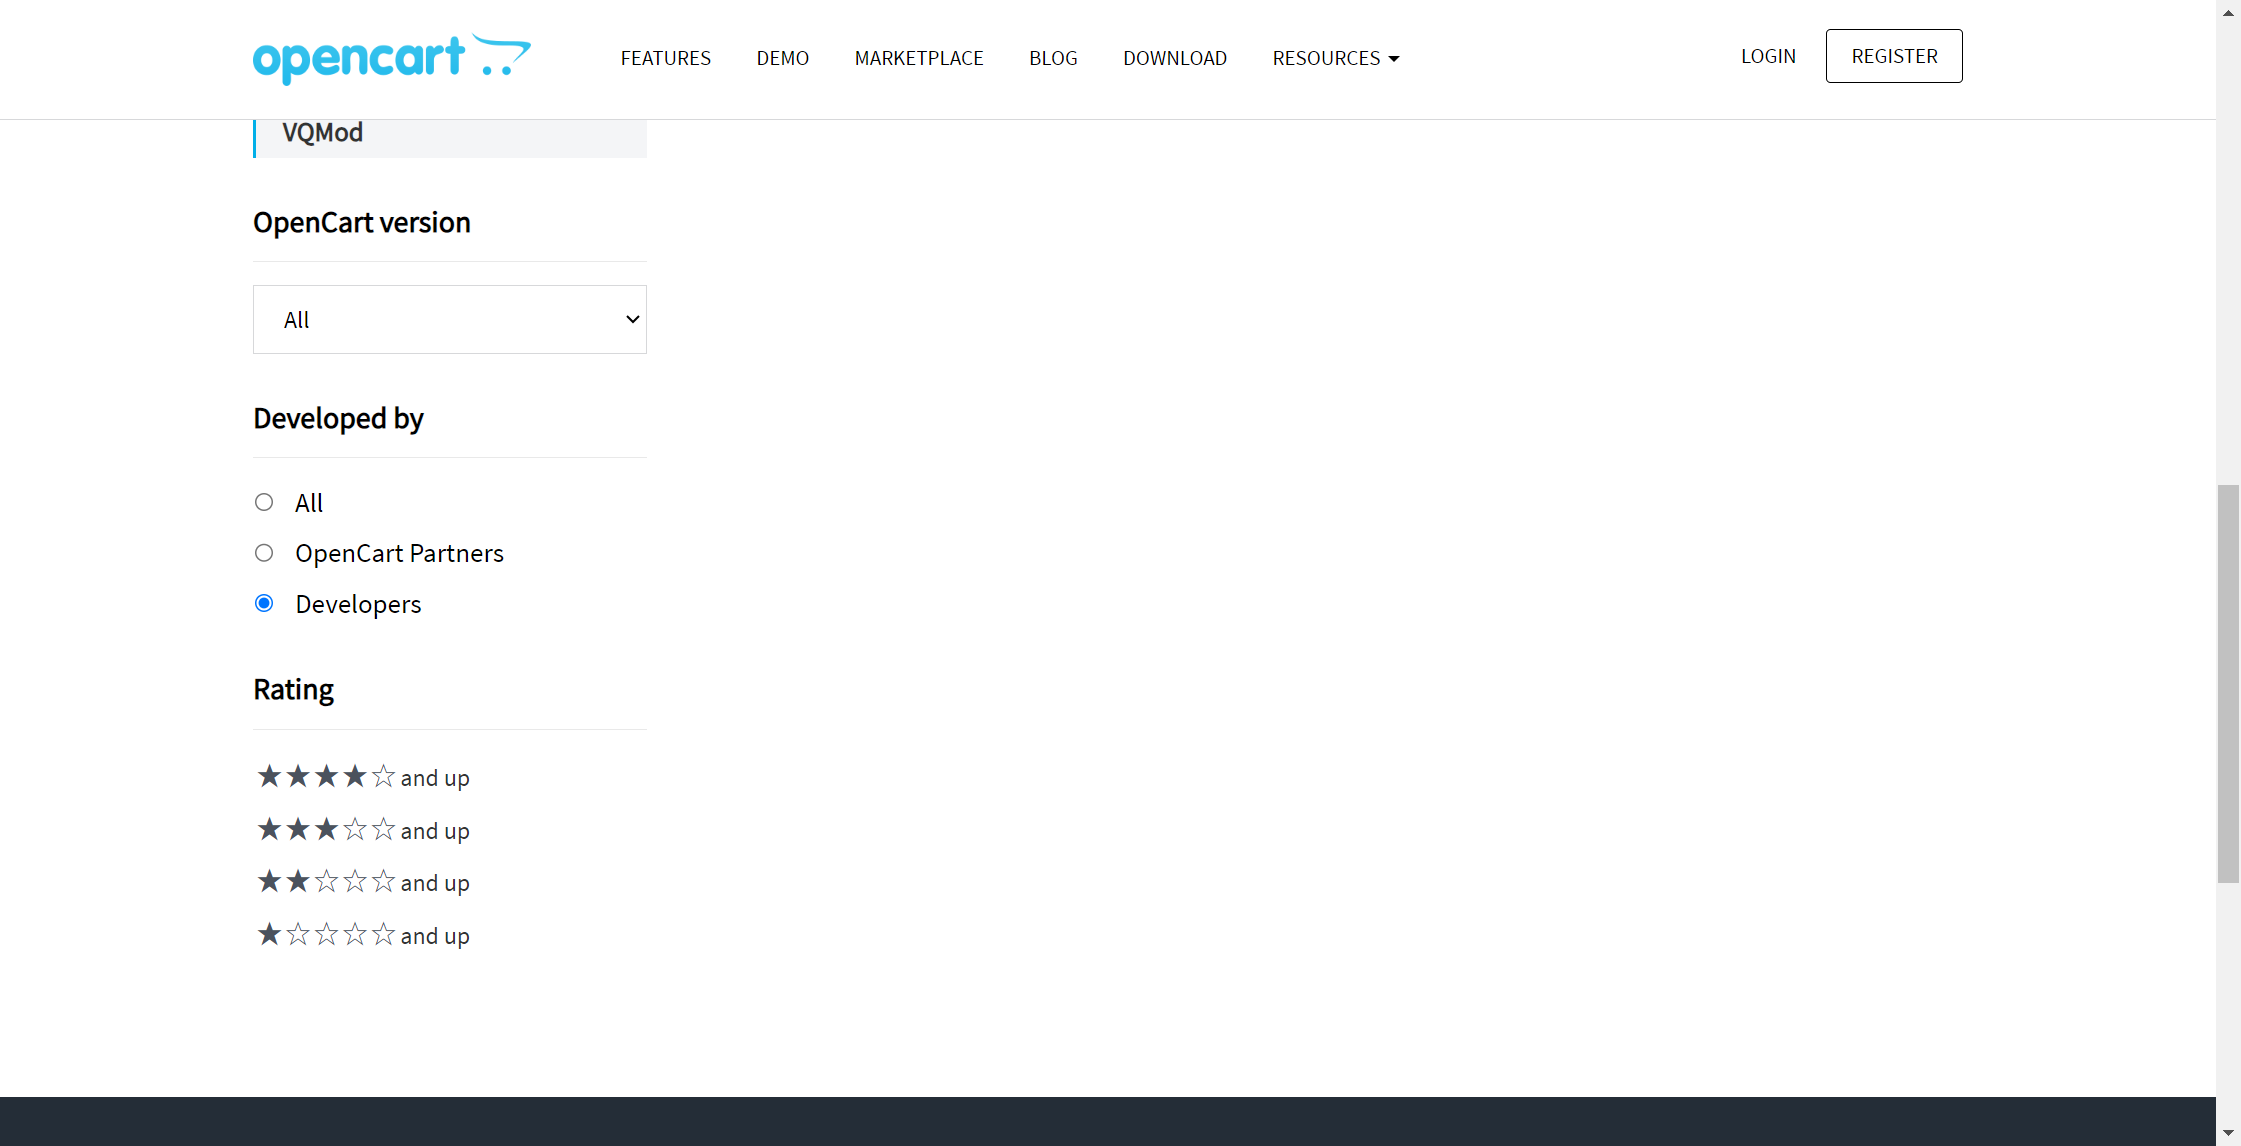 opencart
FEATURES DEMO MARKETPLACE BLOG DOWNLOAD RESOURCES LOGIN REGISTER
VQMod
OpenCart version
All
Developed by
All
OpenCart Partners
Developers
Rating
★★★★☆ and up
★★★☆☆ and up
★★☆☆☆ and up
★☆☆☆☆ and up